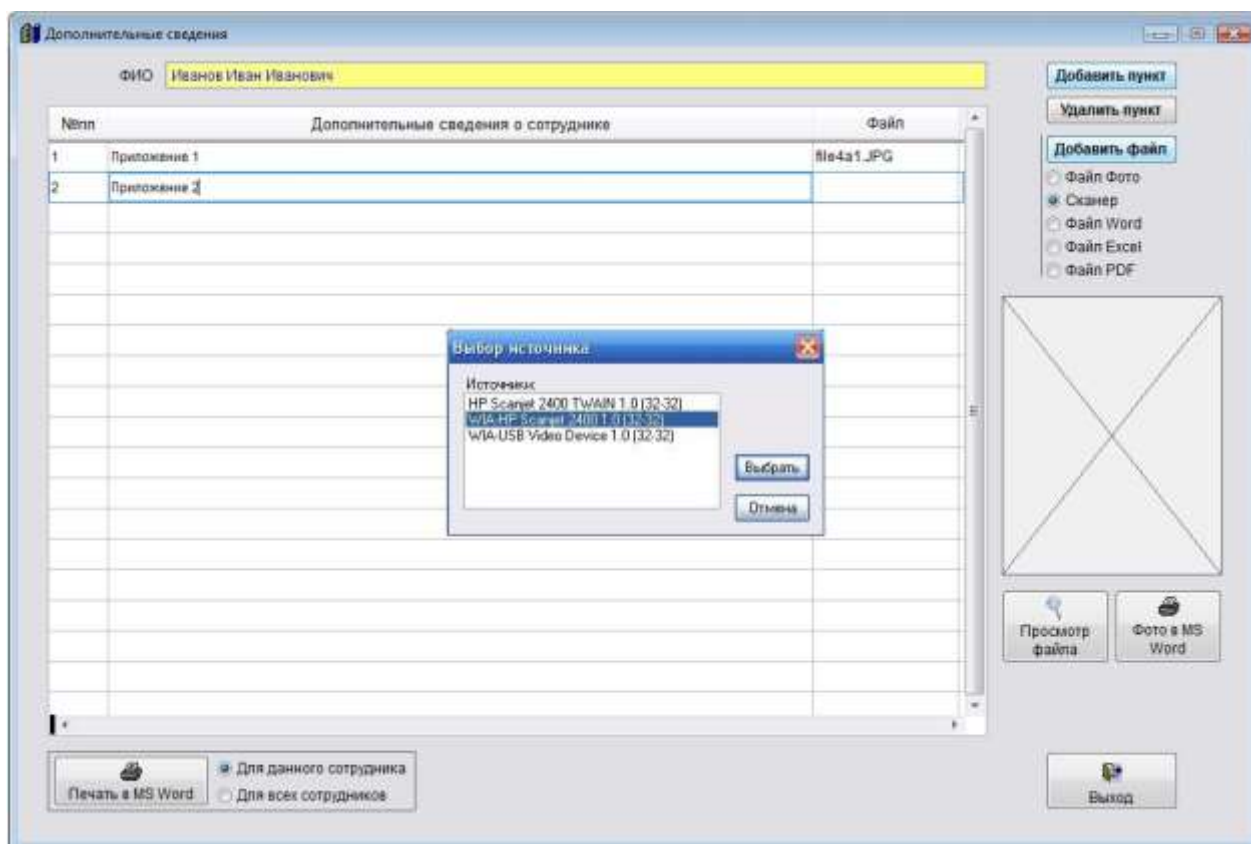 Дополнительные сведения
ФИО Иванов Иван Иванович
Добавить пункт
Удалить пункт
№пп Дополнительные сведения о сотруднике Файл
1 Приложение 1 file4a1.JPG
2 Приложение 2
Добавить файл
Файл Фото
Сканер
Файл Word
Файл Excel
Файл PDF
Выбор источника
Источники:
HP Scanjet 2400 TWAIN 1.0 (32-32)
WIA-HP Scanjet 2400 1.0 (32-32)
WIA-USB Video Device 1.0 (32-32)
Выбрать
Отмена
Просмотр файла
Фото в MS Word
Печать в MS Word
Для данного сотрудника
Для всех сотрудников
Выход